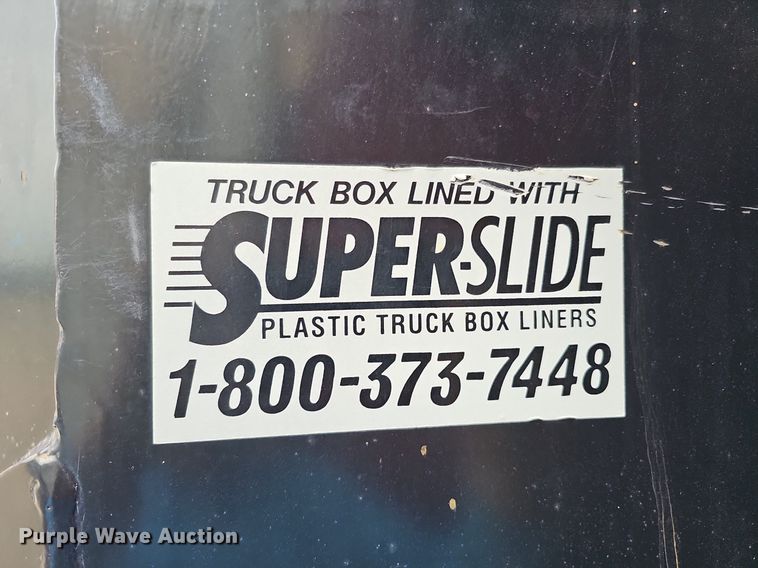 TRUCK BOX LINED WITH
SUPER-SLIDE
PLASTIC TRUCK BOX LINERS
1-800-373-7448
Purple Wave Auction